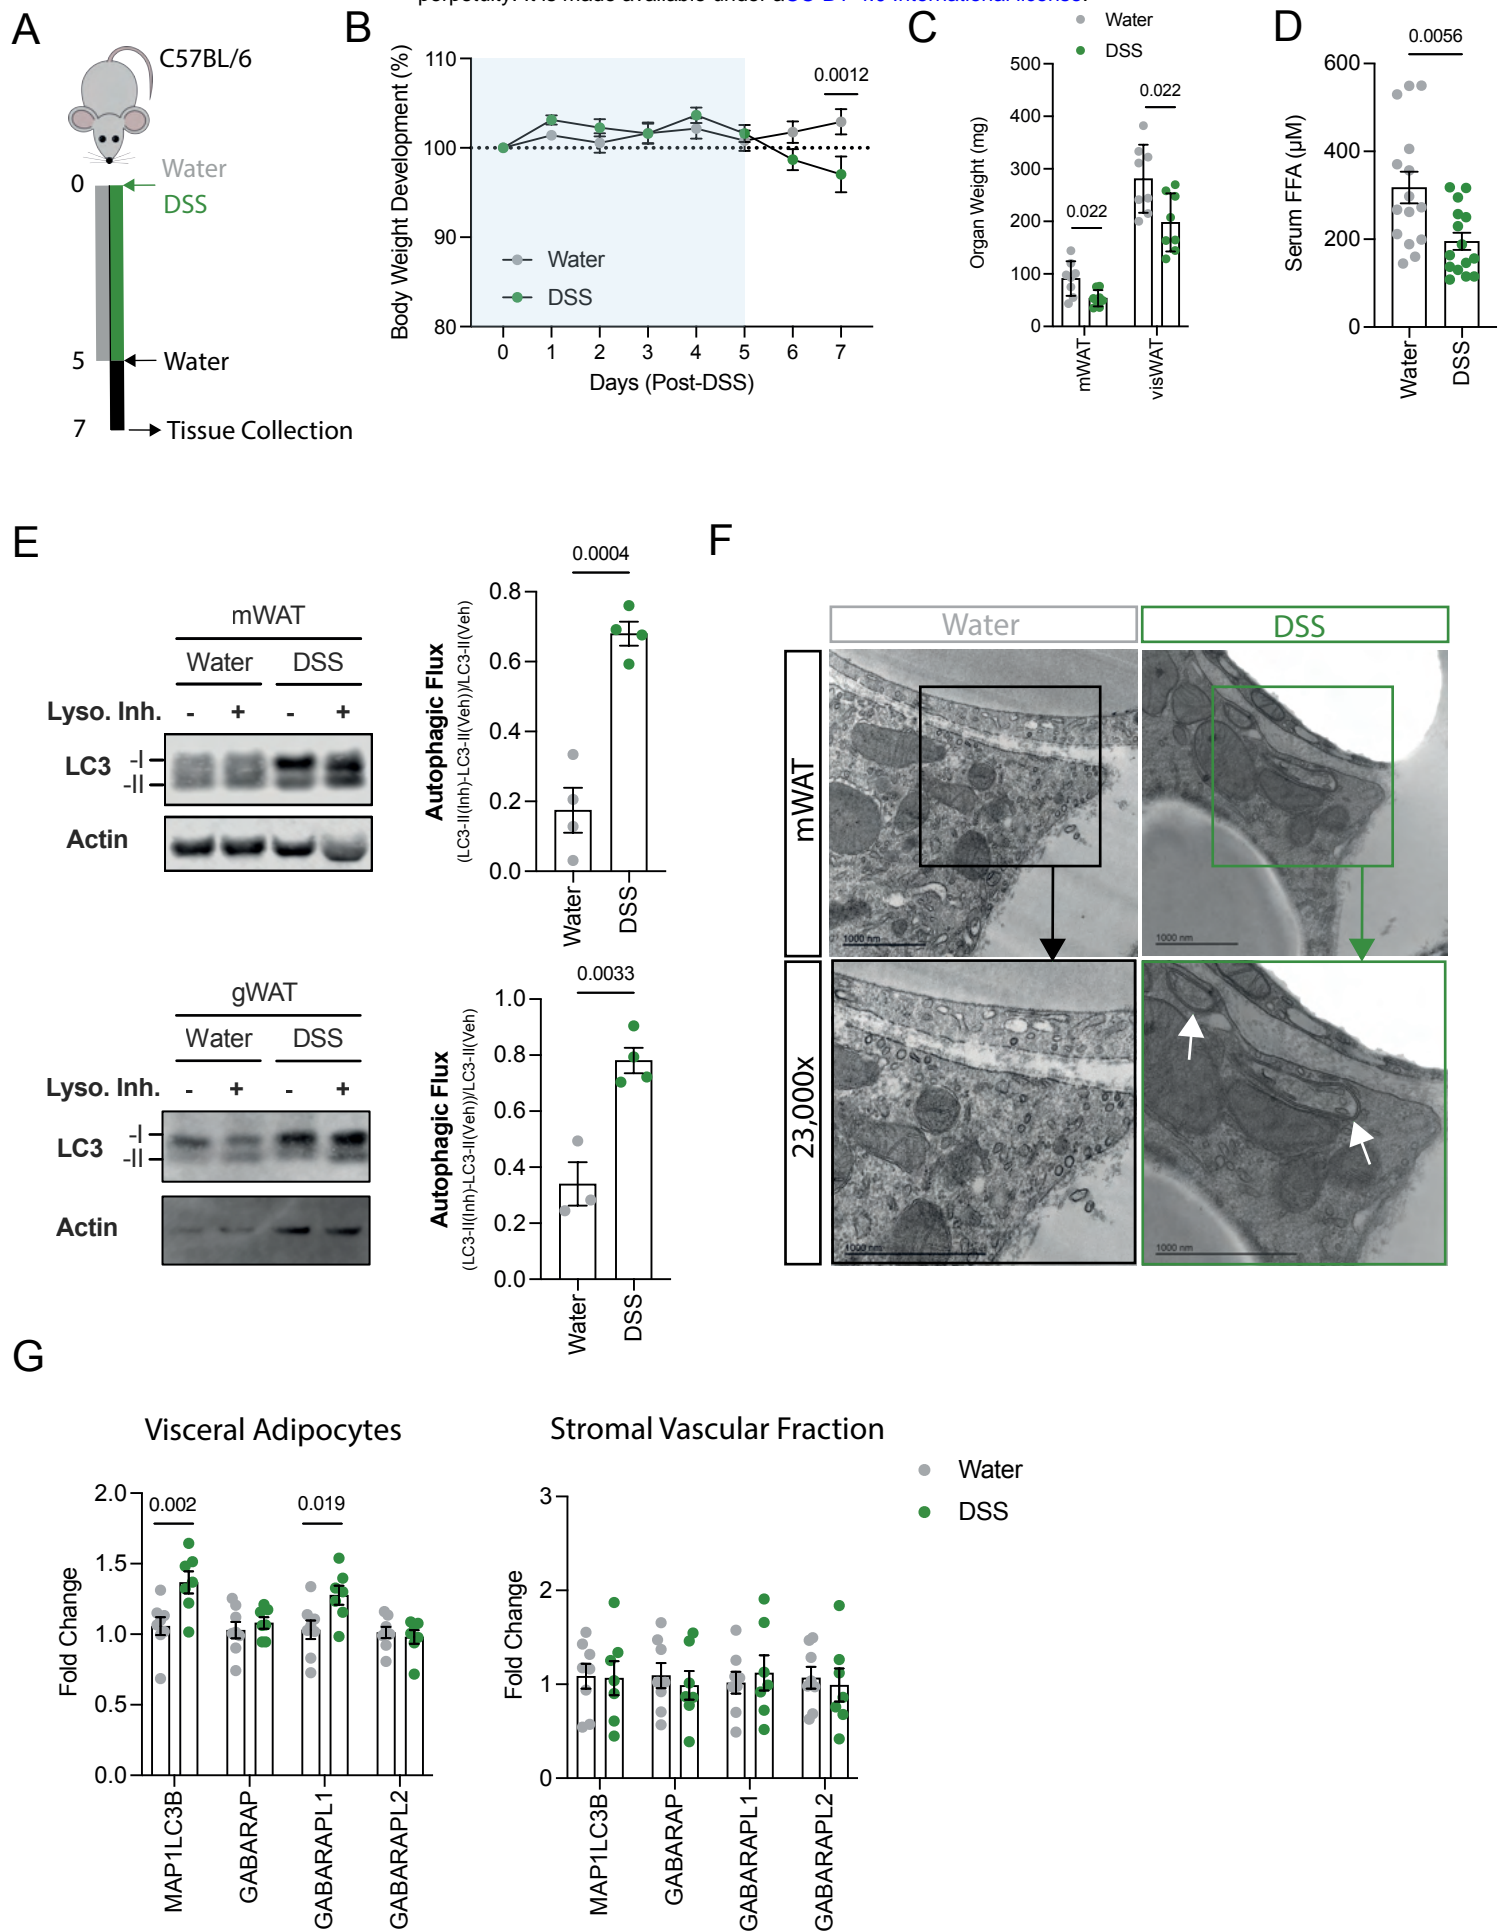 A
C57BL/6
0
Water
DSS
5
Water
7
Tissue Collection
B
Body Weight Development (%)
110
100
90
80
0.0012
Water
DSS
0 1 2 3 4 5 6 7
Days (Post-DSS)
C
Water
DSS
Organ Weight (mg)
500
400
300
200
100
0
0.022
0.022
mWAT
visWAT
D
0.0056
Serum FFA (µM)
600
400
200
0
Water
DSS
E
mWAT
Water DSS
Lyso. Inh. - + - +
LC3 -I
-II
Actin
Autophagic Flux
(LC3-II(Inh)-LC3-II(Veh))/LC3-II(Veh)
0.0004
0.8
0.6
0.4
0.2
0.0
Water
DSS
gWAT
Water DSS
Lyso. Inh. - + - +
LC3 -I
-II
Actin
Autophagic Flux
(LC3-II(Inh)-LC3-II(Veh))/LC3-II(Veh)
0.0033
1.0
0.8
0.6
0.4
0.2
0.0
Water
DSS
F
Water
DSS
mWAT
1000 nm
1000 nm
23,000x
1000 nm
1000 nm
G
Visceral Adipocytes
Fold Change
2.0
1.5
1.0
0.5
0.0
0.002
0.019
MAP1LC3B
GABARAP
GABARAPL1
GABARAPL2
Stromal Vascular Fraction
Fold Change
3
2
1
0
MAP1LC3B
GABARAP
GABARAPL1
GABARAPL2
Water
DSS